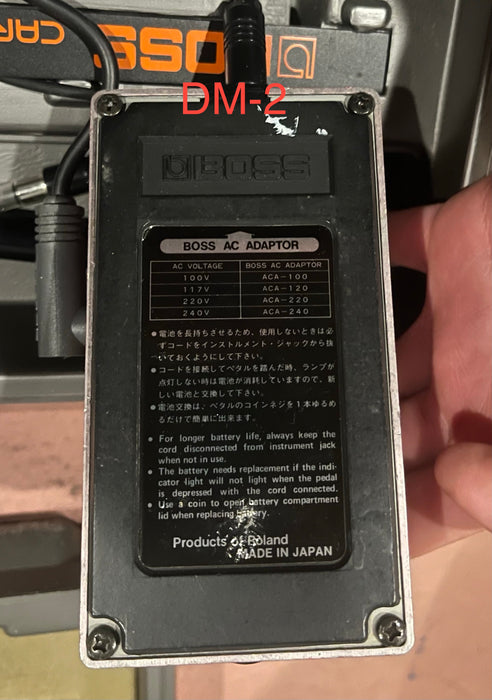 BOSS CAR
DM-2
BOSS
BOSS AC ADAPTOR
AC VOLTAGE BOSS AC ADAPTOR
100V ACA-100
117V ACA-120
220V ACA-220
240V ACA-240
●電池を長持ちさせるため、使用しないときは必
ずコードをインストルメント・ジャックから抜
いておくようにして下さい。
●コードを接続してペタルを踏んだ時、ランプが
点灯しない時は電池が消耗していますので、新
しい電池と交換して下さい。
●電池交換は、ペタルのコインネジを1本ゆるめ
るだけで簡単に出来ます。
● For longer battery life, always keep the
cord disconnected from instrument jack
when not in use.
● The battery needs replacement if the indi-
cator light will not light when the pedal
is depressed with the cord connected.
● Use a coin to open battery compartment
lid when replacing battery.
Products of Roland
MADE IN JAPAN